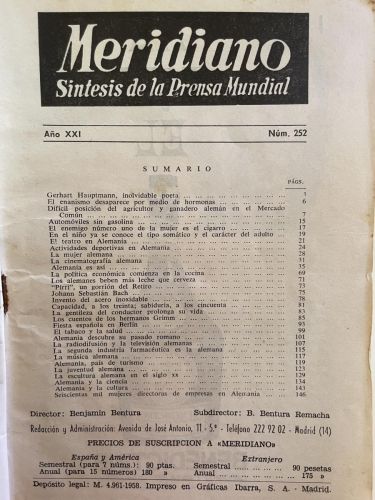 Meridiano
Síntesis de la Prensa Mundial
Año XXI Núm. 252
SUMARIO
PÁGS.
Gerhart Hauptmann, inolvidable poeta ... 1
El enanismo desaparece por medio de hormonas ... 6
Difícil posición del agricultor y ganadero alemán en el Mercado
Común ... 7
Automóviles sin gasolina ... 15
El enemigo número uno de la mujer es el cigarro ... 17
En el niño ya se conoce el tipo somático y el carácter del adulto 19
El teatro en Alemania ... 21
Actividades deportivas en Alemania ... 24
La mujer alemana ... 28
La cinematografía alemana ... 31
Alemania es así ... 35
La política económica comienza en la cocina ... 69
Los alemanes beben más leche que cerveza ... 71
"Pirri", un gorrión del Retiro ... 73
Johann Sebastián Bach ... 75
Invento del acero inoxidable ... 78
Capacidad, a los treinta; sabiduría, a los cincuenta ... 81
La gentileza del conductor prolonga su vida ... 83
Los cuentos de los hermanos Grimm ... 85
Fiesta española en Berlín ... 93
El tabaco y la salud ... 99
Alemania descubre su pasado romano ... 101
La radiodifusión y la televisión alemanas ... 107
La segunda industria farmacéutica es la alemana ... 115
La música alemana ... 117
Alemania, país de turismo ... 119
La juventud alemana ... 123
La escultura alemana en el siglo XX ... 129
Alemania y la ciencia ... 134
Alemania y la cultura ... 143
Seiscientas mil mujeres directoras de empresas en Alemania ... 146
Director: Benjamín Bentura Subdirector: B. Bentura Remacha
Redacción y Administración: Avenida de José Antonio, 11 - 5.º - Teléfono 222 92 02 - Madrid (14)
PRECIOS DE SUSCRIPCION A «MERIDIANO»
España y América Extranjero
Semestral (para 7 núms.) 90 ptas. Semestral ... 90 pesetas
Anual (para 15 números) 180 » Anual ... 175 »
Depósito legal: M. 4.961-1958. Impreso en Gráficas Ibarra, S. A. - Madrid.